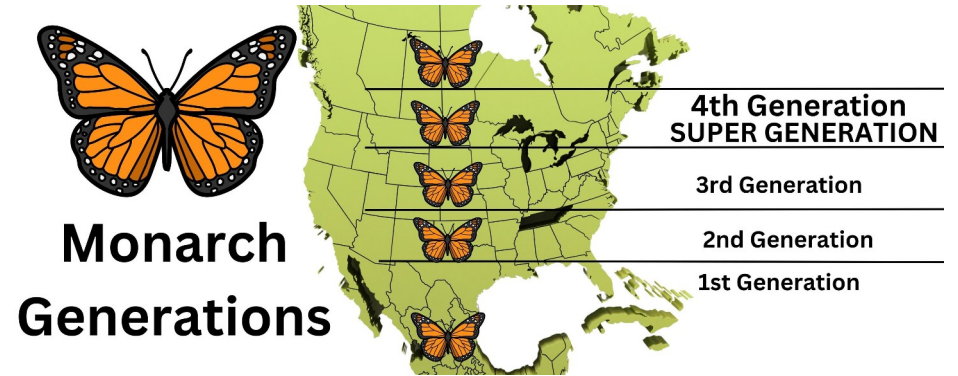 Monarch
Generations
4th Generation
SUPER GENERATION
3rd Generation
2nd Generation
1st Generation